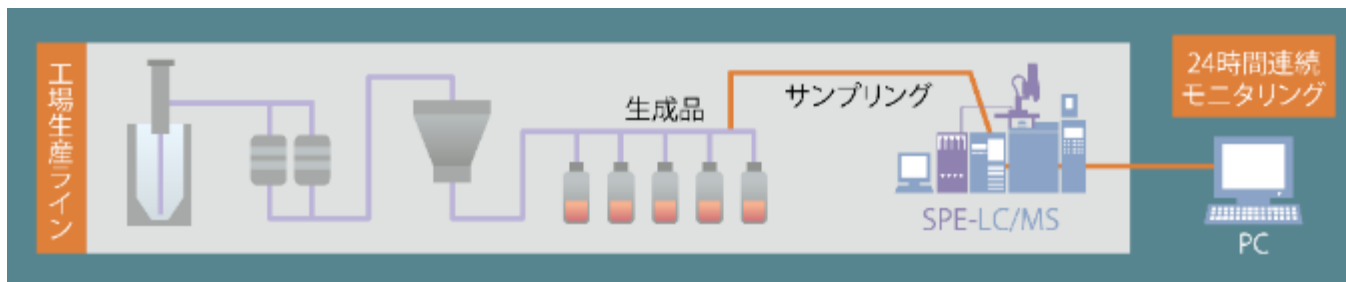 工場生産ライン
生成品
サンプリング
SPE-LC/MS
24時間連続
モニタリング
PC